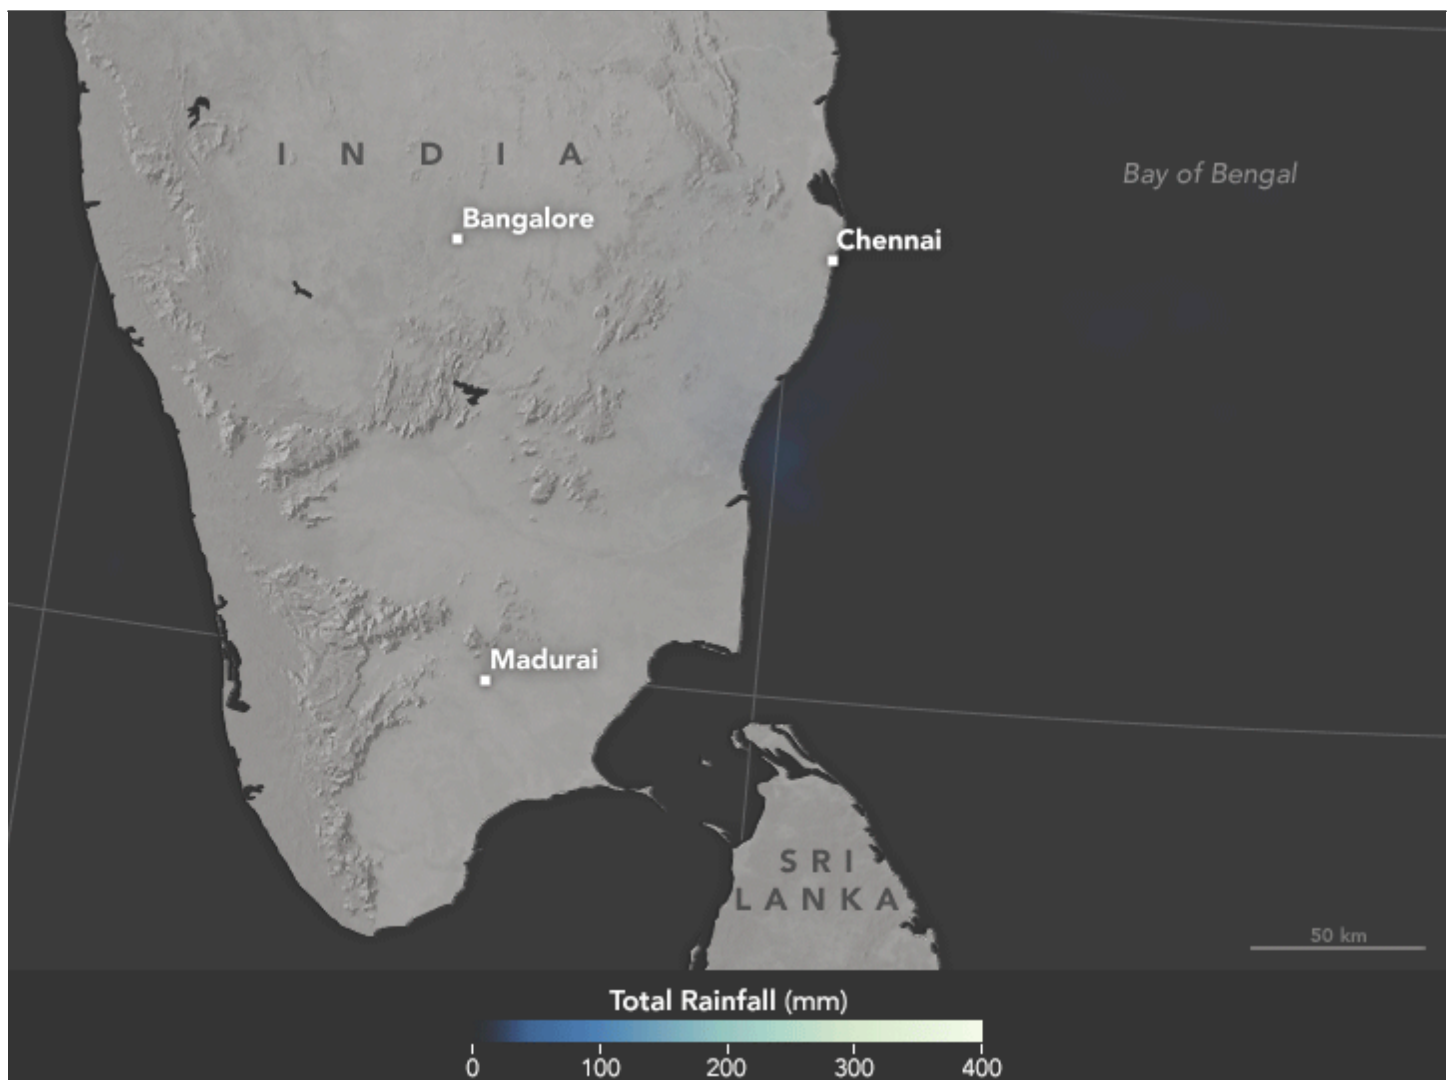 I N D I A
Bay of Bengal
Bangalore
Chennai
Madurai
SRI
LANKA
50 km
Total Rainfall (mm)
0 100 200 300 400